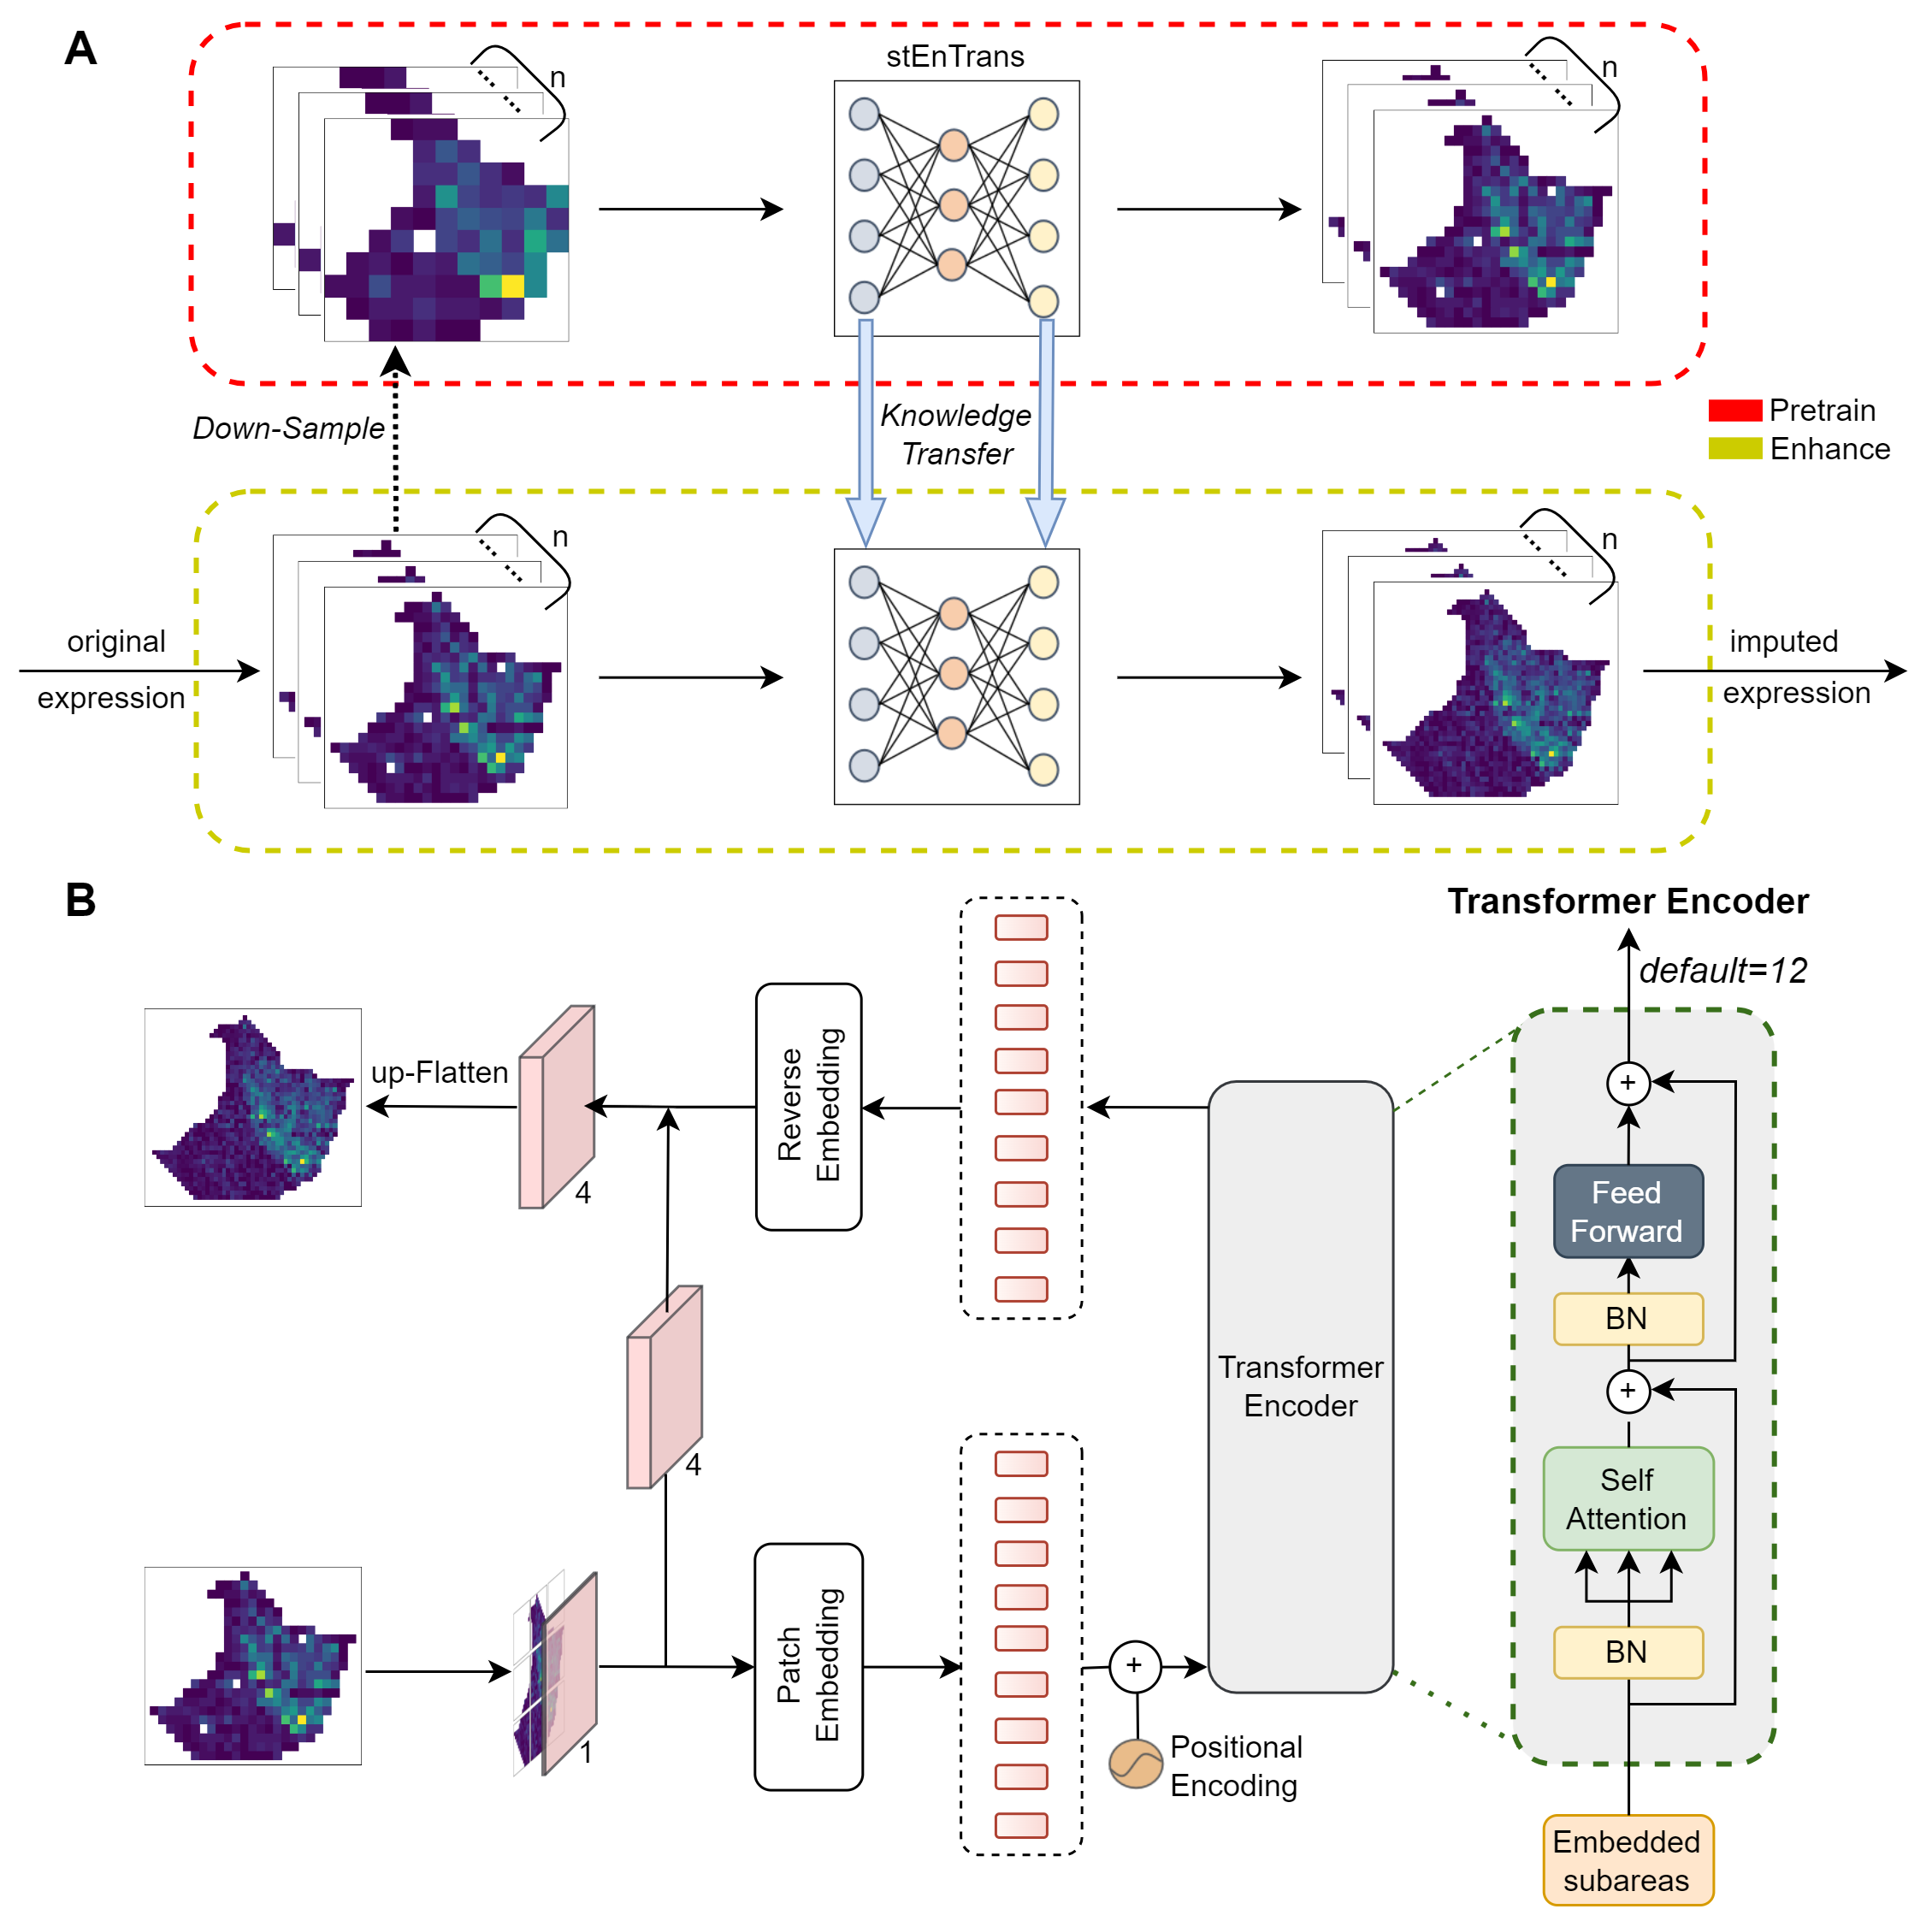 A
stEnTrans
n
n
Down-Sample
Knowledge
Transfer
Pretrain
Enhance
n
n
original
expression
imputed
expression
B
Transformer Encoder
default=12
up-Flatten
4
Reverse
Embedding
Feed
Forward
BN
+
+
4
Transformer
Encoder
Self
Attention
BN
1
Patch
Embedding
+
Positional
Encoding
Embedded
subareas